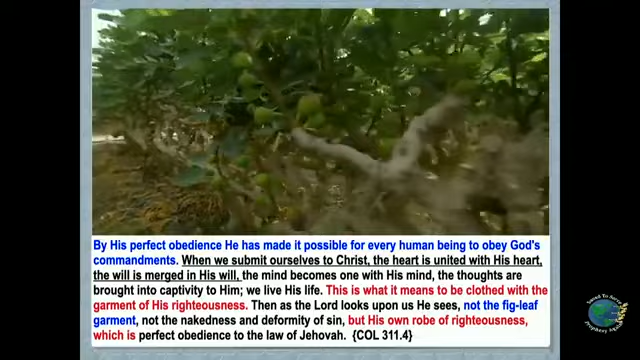 By His perfect obedience He has made it possible for every human being to obey God's
commandments. When we submit ourselves to Christ, the heart is united with His heart,
the will is merged in His will, the mind becomes one with His mind, the thoughts are
brought into captivity to Him; we live His life. This is what it means to be clothed with the
garment of His righteousness. Then as the Lord looks upon us He sees, not the fig-leaf
garment, not the nakedness and deformity of sin, but His own robe of righteousness,
which is perfect obedience to the law of Jehovah. {COL 311.4}